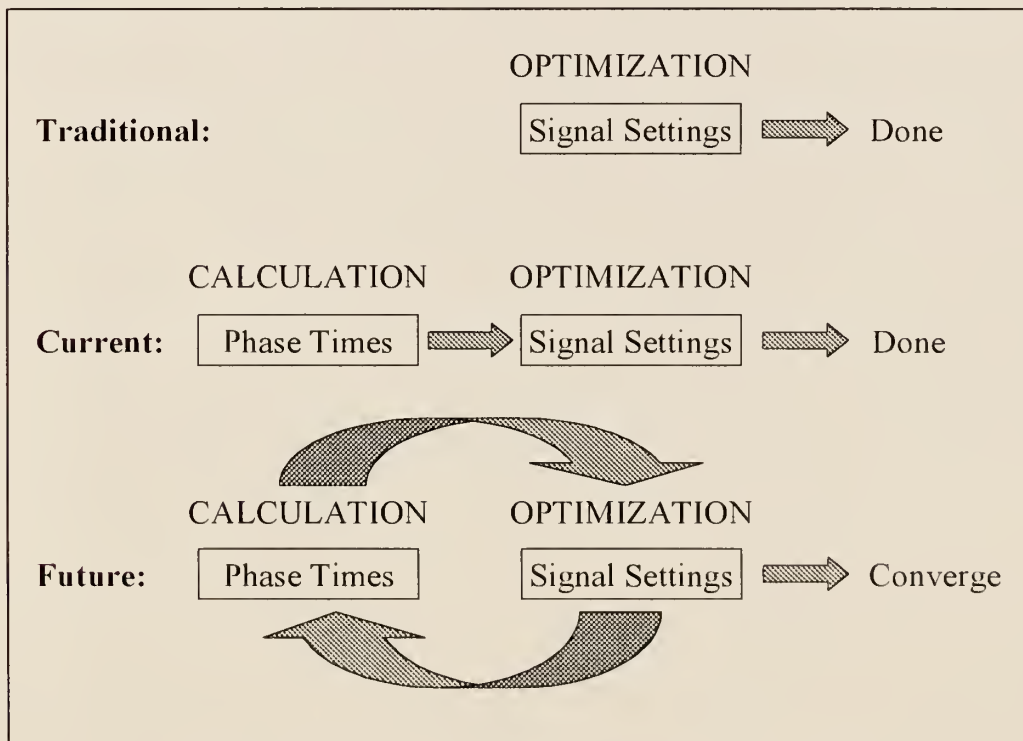 OPTIMIZATION
Traditional: Signal Settings Done
CALCULATION OPTIMIZATION
Current: Phase Times Signal Settings Done
CALCULATION OPTIMIZATION
Future: Phase Times Signal Settings Converge